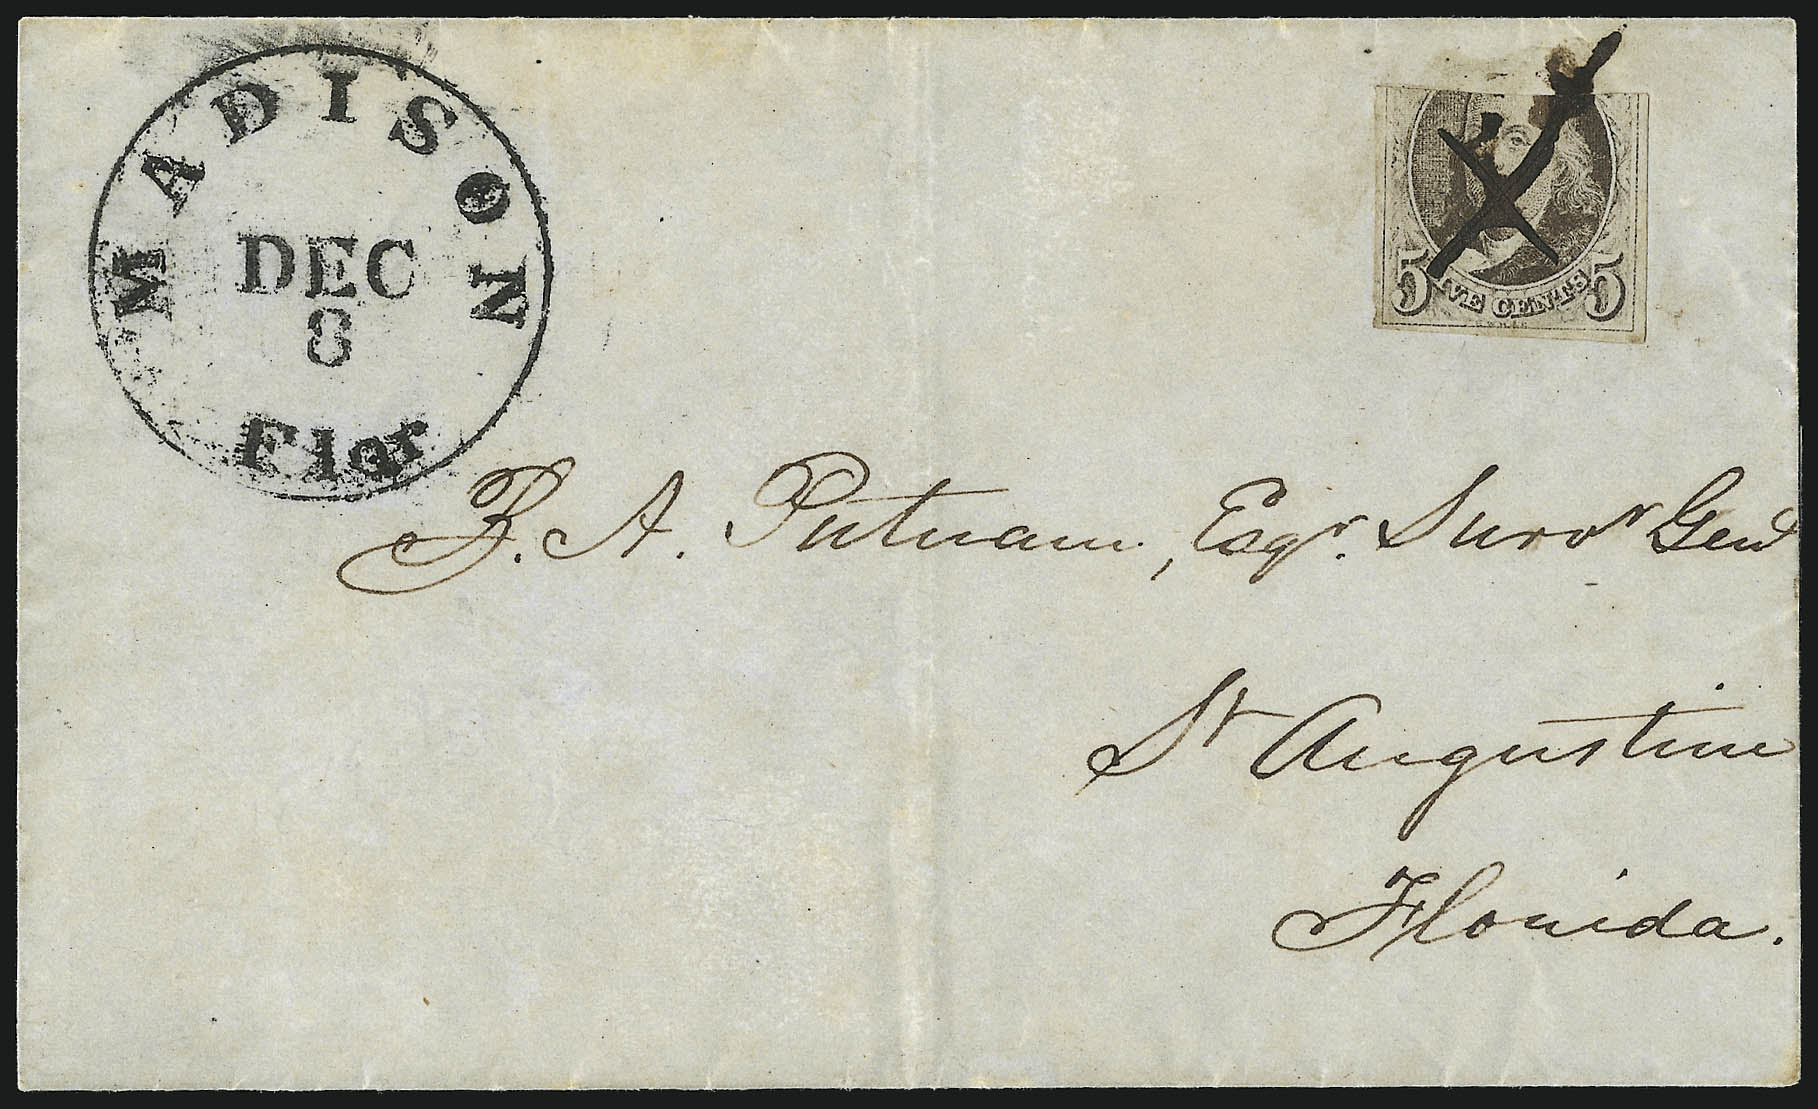 MADISON
DEC
8
Flor
5 FIVE CENTS 5
B. A. Putnam, Esqr. Survr Genl
St Augustine
Florida.